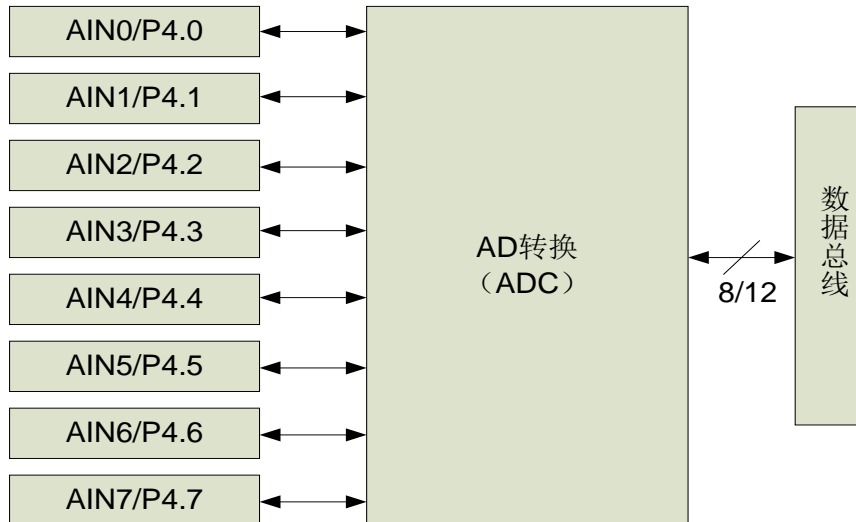 AIN0/P4.0
AIN1/P4.1
AIN2/P4.2
AIN3/P4.3
AIN4/P4.4
AIN5/P4.5
AIN6/P4.6
AIN7/P4.7
AD转换
（ADC）
8/12
数据总线